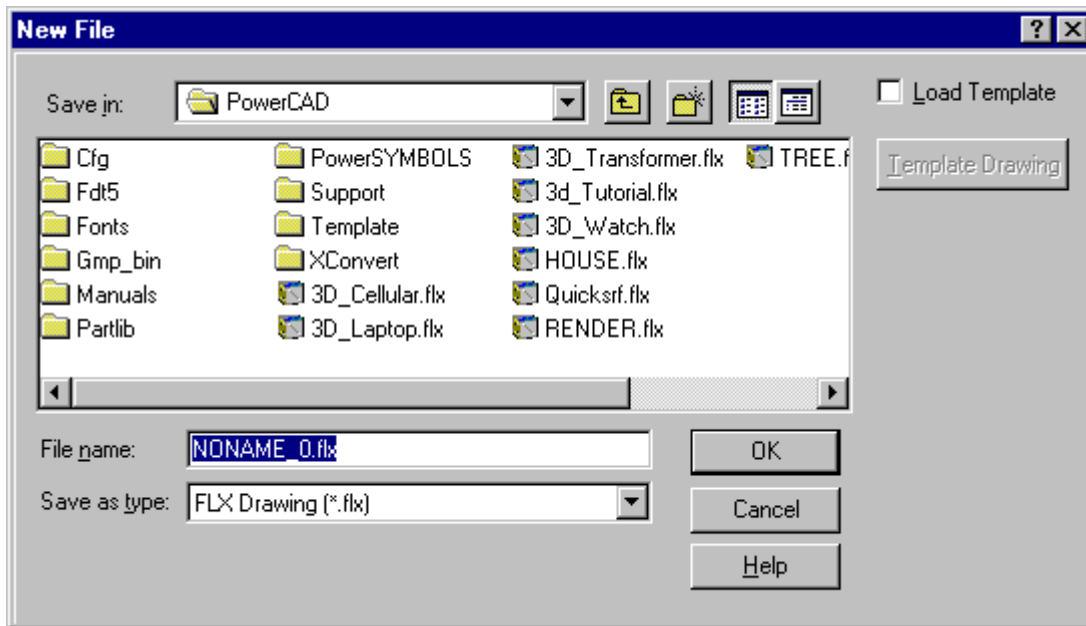 New File
Save in: PowerCAD
Load Template
Template Drawing
Cfg PowerSYMBOLS 3D_Transformer.flx TREE.f
Fdt5 Support 3d_Tutorial.flx
Fonts Template 3D_Watch.flx
Gmp_bin XConvert HOUSE.flx
Manuals 3D_Cellular.flx Quicksrf.flx
Partlib 3D_Laptop.flx RENDER.flx
File name: NONAME_0.flx OK
Save as type: FLX Drawing (*.flx) Cancel
Help